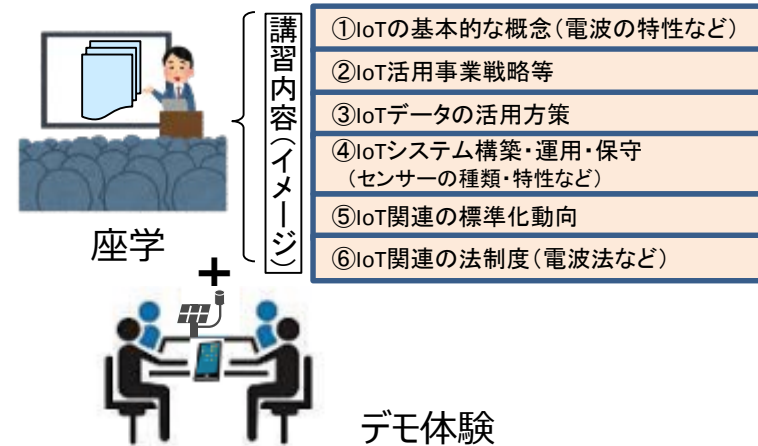 講習内容(イメージ)
①IoTの基本的な概念(電波の特性など)
②IoT活用事業戦略等
③IoTデータの活用方策
④IoTシステム構築・運用・保守
(センサーの種類・特性など)
⑤IoT関連の標準化動向
⑥IoT関連の法制度(電波法など)
座学
+
デモ体験